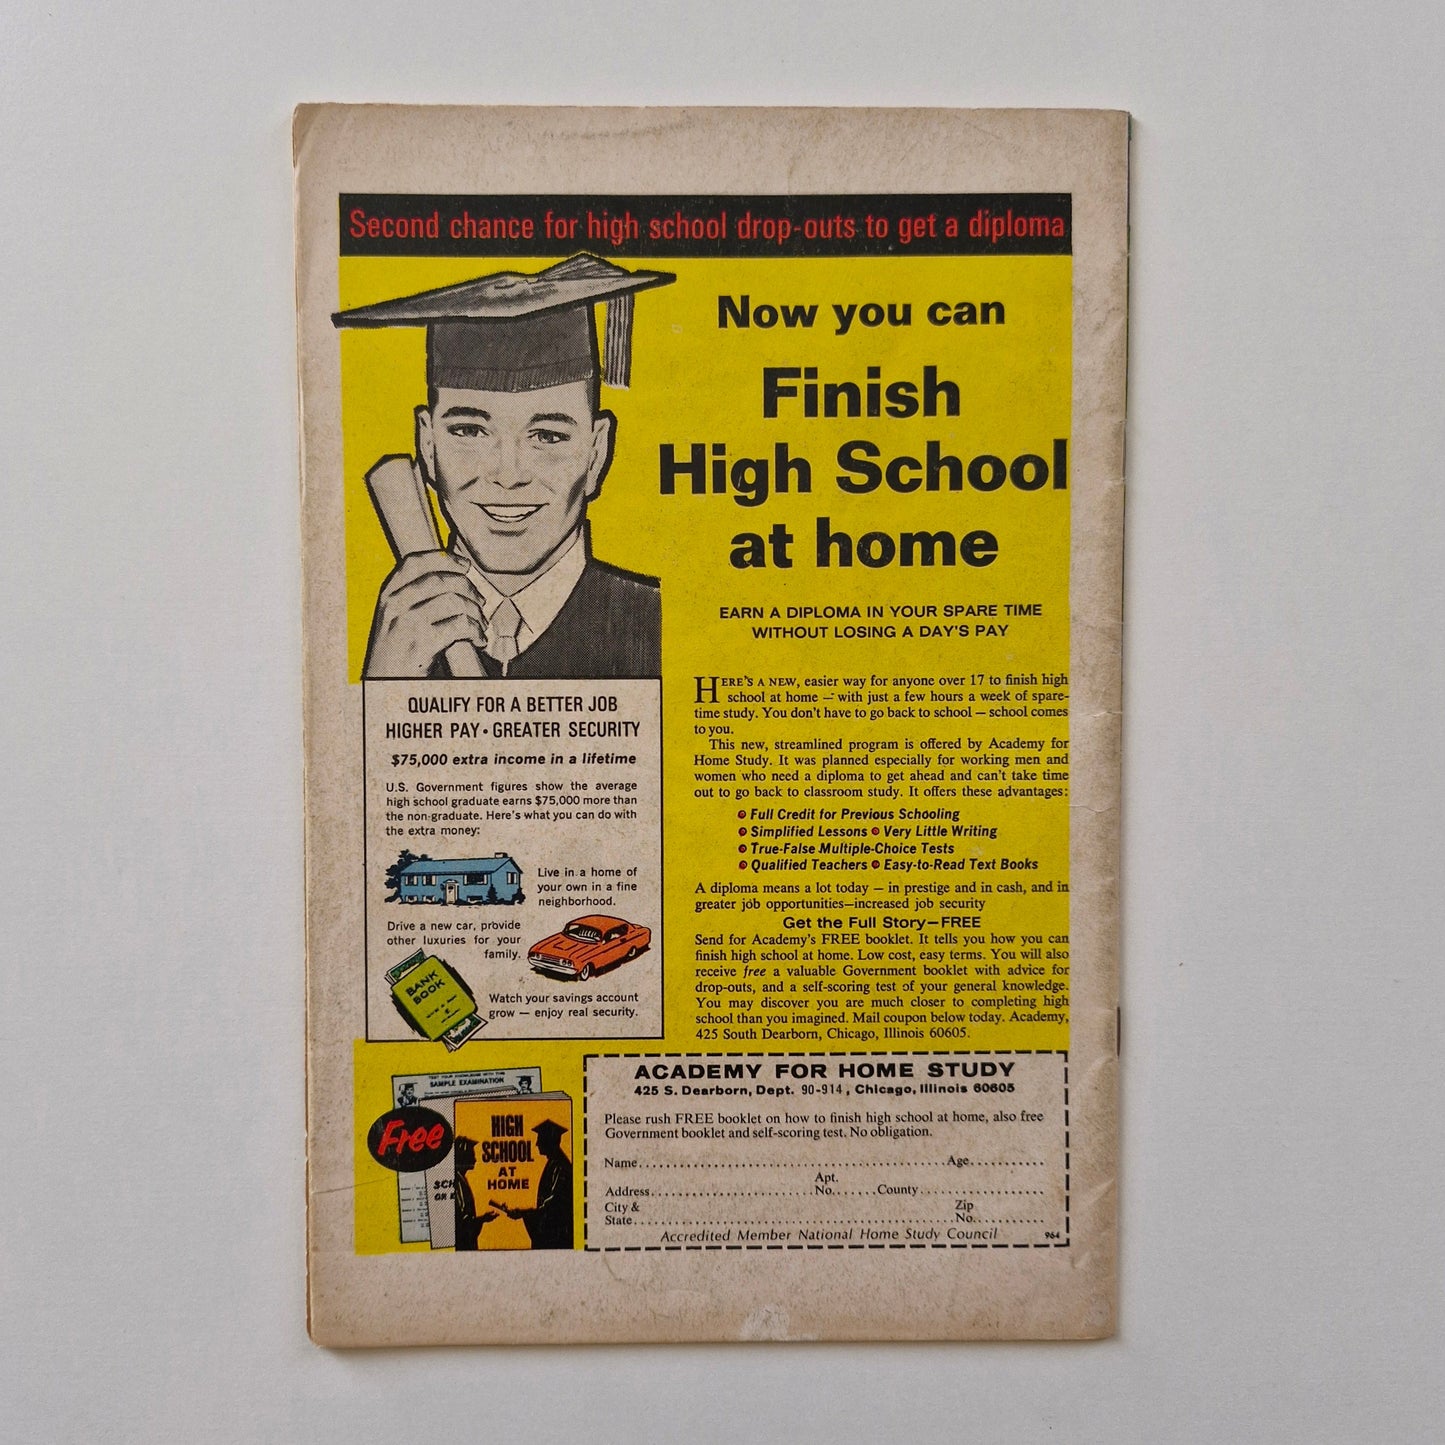 Second chance for high school drop-outs to get a diploma
Now you can
Finish
High School
at home
EARN A DIPLOMA IN YOUR SPARE TIME
WITHOUT LOSING A DAY'S PAY
HERE'S A NEW, easier way for anyone over 17 to finish high
school at home — with just a few hours a week of spare-
time study. You don't have to go back to school — school comes
to you.
This new, streamlined program is offered by Academy for
Home Study. It was planned especially for working men and
women who need a diploma to get ahead and can't take time
out to go back to classroom study. It offers these advantages:
Full Credit for Previous Schooling
Simplified Lessons • Very Little Writing
True-False Multiple-Choice Tests
Qualified Teachers • Easy-to-Read Text Books
A diploma means a lot today — in prestige and in cash, and in
greater job opportunities—increased job security
Get the Full Story—FREE
Send for Academy's FREE booklet. It tells you how you can
finish high school at home. Low cost, easy terms. You will also
receive free a valuable Government booklet with advice for
drop-outs, and a self-scoring test of your general knowledge.
You may discover you are much closer to completing high
school than you imagined. Mail coupon below today. Academy,
425 South Dearborn, Chicago, Illinois 60605.
QUALIFY FOR A BETTER JOB
HIGHER PAY • GREATER SECURITY
$75,000 extra income in a lifetime
U.S. Government figures show the average
high school graduate earns $75,000 more than
the non-graduate. Here's what you can do with
the extra money:
Live in a home of
your own in a fine
neighborhood.
Drive a new car, provide
other luxuries for your
family.
BANK
BOOK
Watch your savings account
grow — enjoy real security.
TEST YOUR KNOWLEDGE WITH THIS
SAMPLE EXAMINATION
Free
HIGH
SCHOOL
AT
HOME
ACADEMY FOR HOME STUDY
425 S. Dearborn, Dept. 90-914, Chicago, Illinois 60605
Please rush FREE booklet on how to finish high school at home, also free
Government booklet and self-scoring test. No obligation.
Name Age
Apt.
Address No. County
City & Zip
State No.
Accredited Member National Home Study Council 964